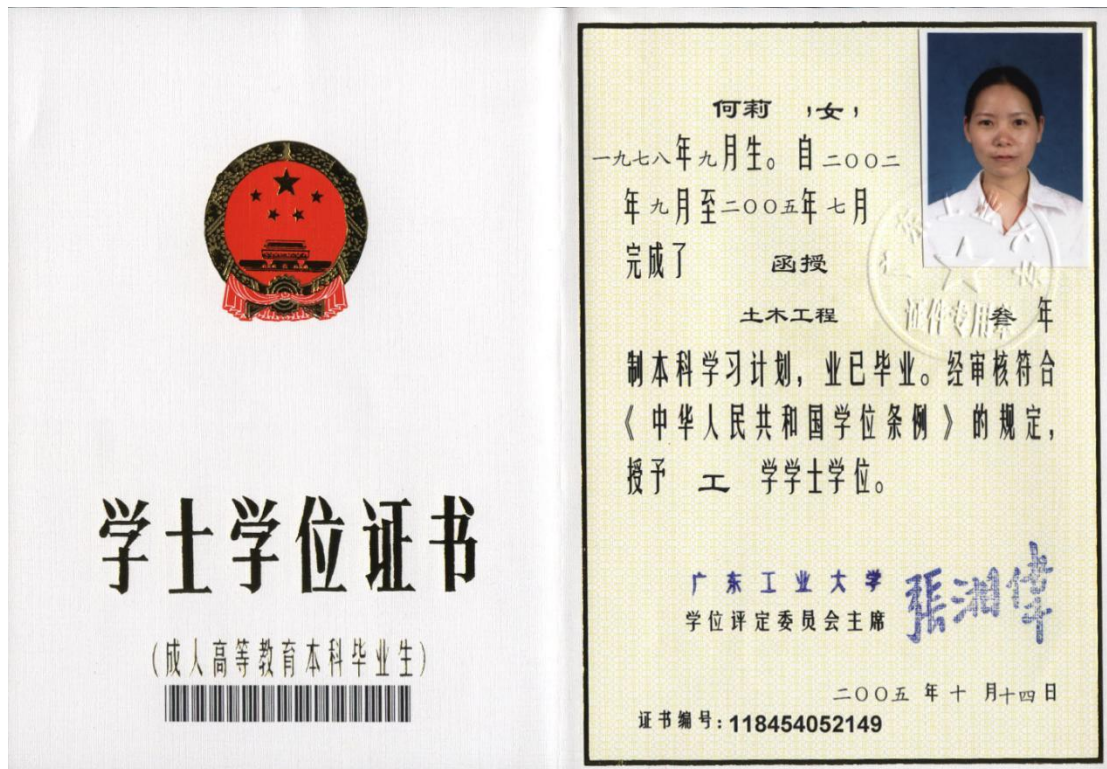 学士学位证书
(成人高等教育本科毕业生)
何莉 ,女,
一九七八年九月生。自二〇〇二
年九月至二〇〇五年七月
完成了 函授
土木工程 叁 年
制本科学习计划，业已毕业。经审核符合
《中华人民共和国学位条例》的规定，
授予 工 学学士学位。
证件专用章
广东工业大学
学位评定委员会主席 張湘偉
二〇〇五 年 十 月十四日
证书编号:118454052149